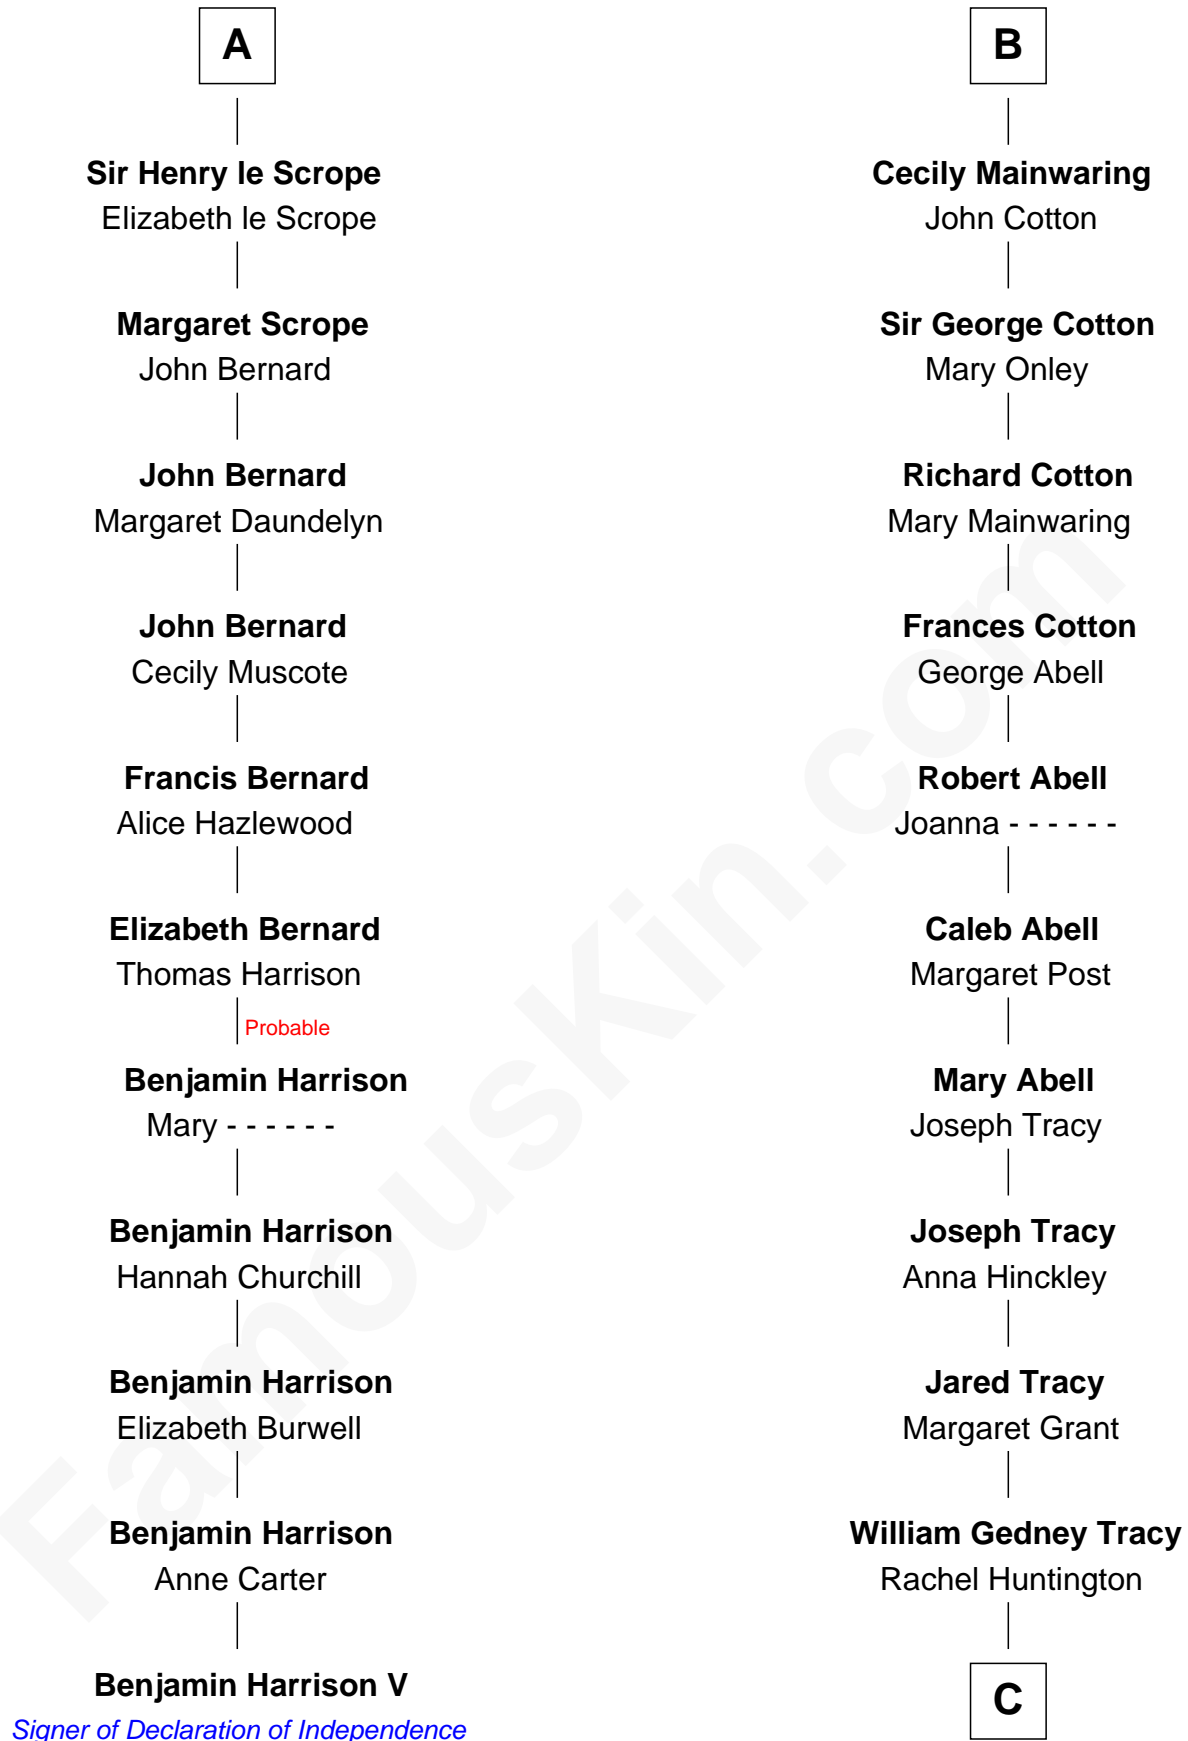 A
Sir Henry le Scrope
Elizabeth le Scrope
Margaret Scrope
John Bernard
John Bernard
Margaret Daundelyn
John Bernard
Cecily Muscote
Francis Bernard
Alice Hazlewood
Elizabeth Bernard
Thomas Harrison
Probable
Benjamin Harrison
Mary - - - - - -
Benjamin Harrison
Hannah Churchill
Benjamin Harrison
Elizabeth Burwell
Benjamin Harrison
Anne Carter
Benjamin Harrison V
Signer of Declaration of Independence
B
Cecily Mainwaring
John Cotton
Sir George Cotton
Mary Onley
Richard Cotton
Mary Mainwaring
Frances Cotton
George Abell
Robert Abell
Joanna - - - - - -
Caleb Abell
Margaret Post
Mary Abell
Joseph Tracy
Joseph Tracy
Anna Hinckley
Jared Tracy
Margaret Grant
William Gedney Tracy
Rachel Huntington
C
FamousKin.com